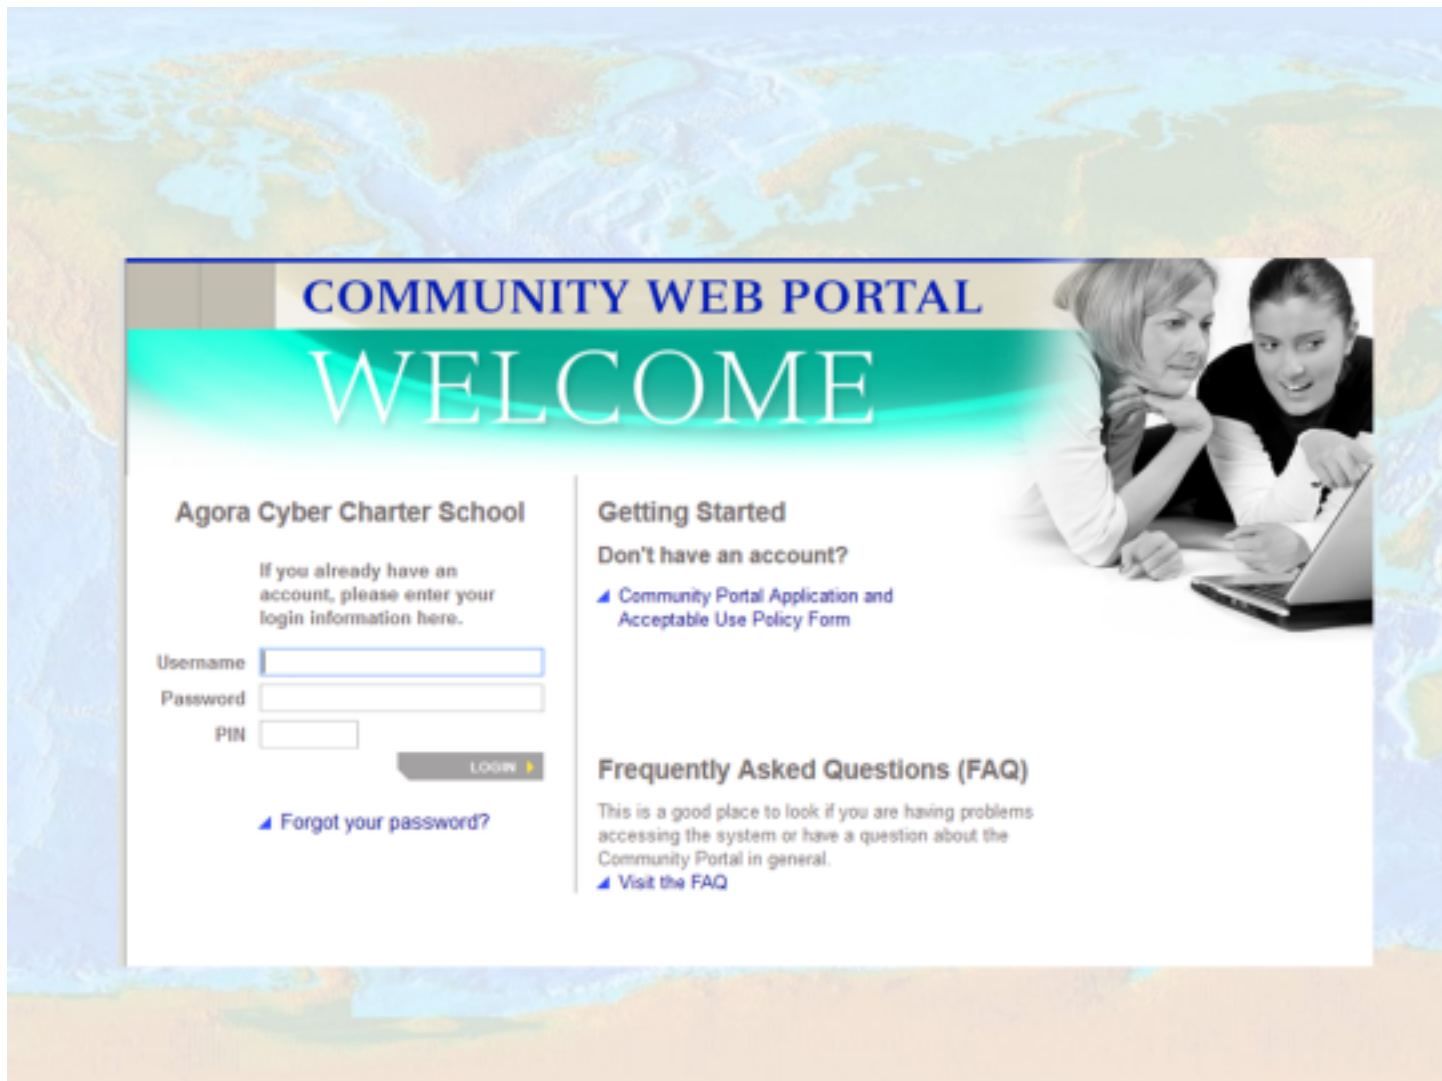 COMMUNITY WEB PORTAL
WELCOME
Agora Cyber Charter School
If you already have an
account, please enter your
login information here.
Username
Password
PIN
LOGIN
Forgot your password?
Getting Started
Don't have an account?
Community Portal Application and
Acceptable Use Policy Form
Frequently Asked Questions (FAQ)
This is a good place to look if you are having problems
accessing the system or have a question about the
Community Portal in general.
Visit the FAQ